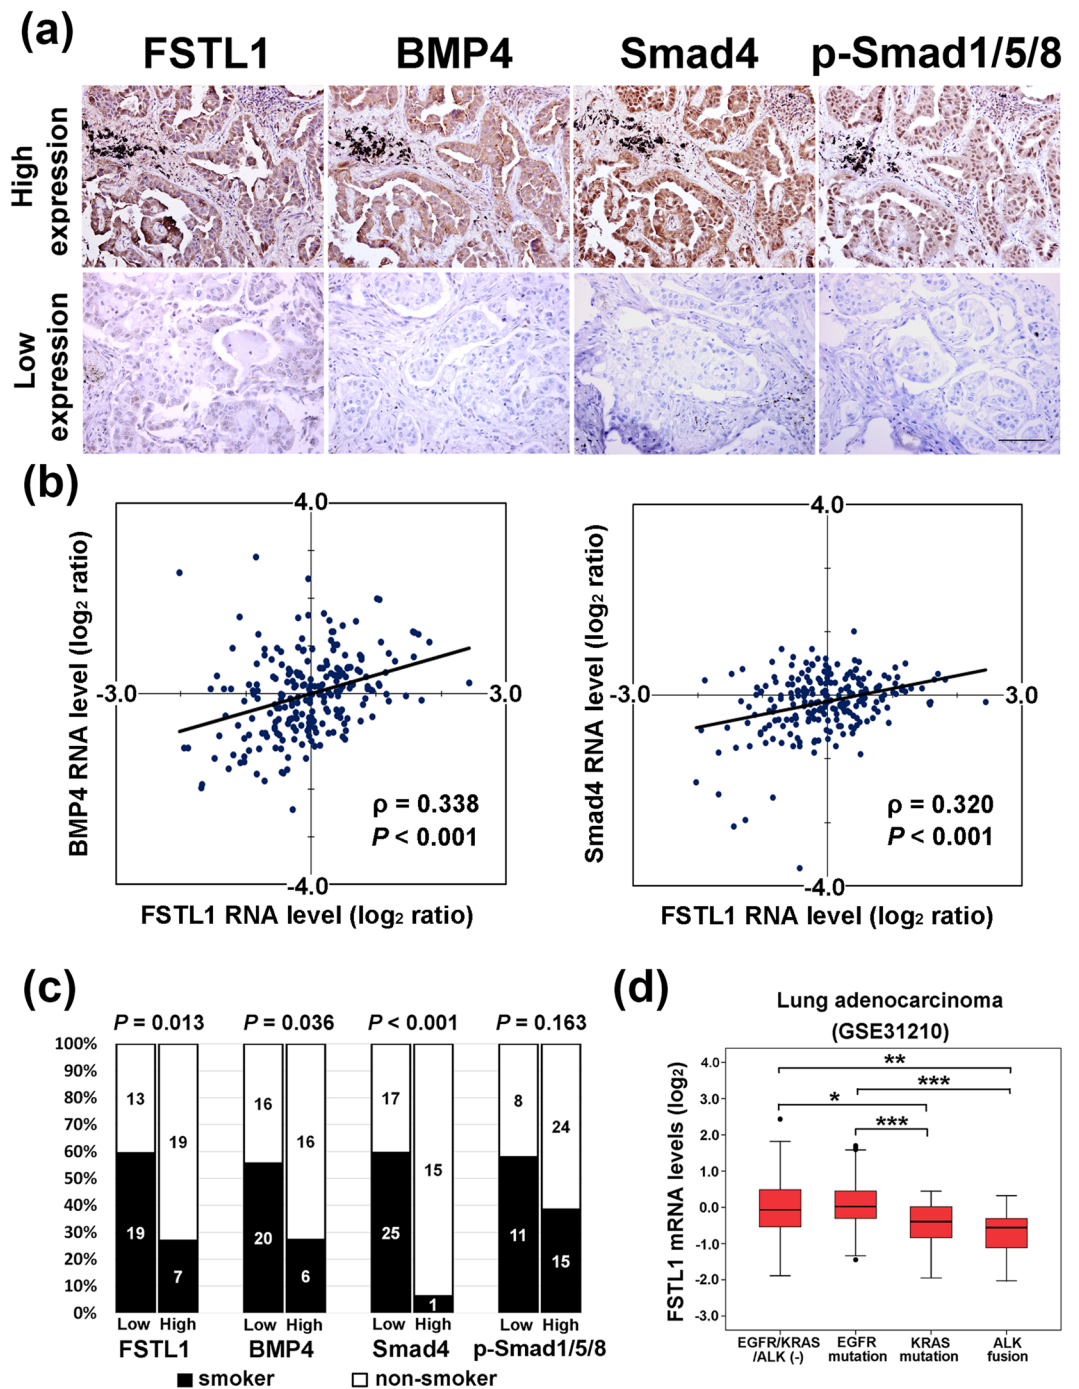 (a)
FSTL1 BMP4 Smad4 p-Smad1/5/8
High
expression
Low
expression
(b)
4.0
-3.0 3.0
-4.0
BMP4 RNA level (log2 ratio)
ρ = 0.338
P < 0.001
FSTL1 RNA level (log2 ratio)
4.0
-3.0 3.0
-4.0
Smad4 RNA level (log2 ratio)
ρ = 0.320
P < 0.001
FSTL1 RNA level (log2 ratio)
(c)
P = 0.013 P = 0.036 P < 0.001 P = 0.163
100%
90%
80%
70%
60%
50%
40%
30%
20%
10%
0%
13 19 16 16 17 15 8 24
19 7 20 6 25 1 11 15
Low High Low High Low High Low High
FSTL1 BMP4 Smad4 p-Smad1/5/8
smoker non-smoker
(d)
Lung adenocarcinoma
(GSE31210)
FSTL1 mRNA levels (log2)
4.0
3.0
2.0
1.0
0.0
-1.0
-2.0
-3.0
**
***
*
***
EGFR/KRAS
/ALK (-)
EGFR
mutation
KRAS
mutation
ALK
fusion